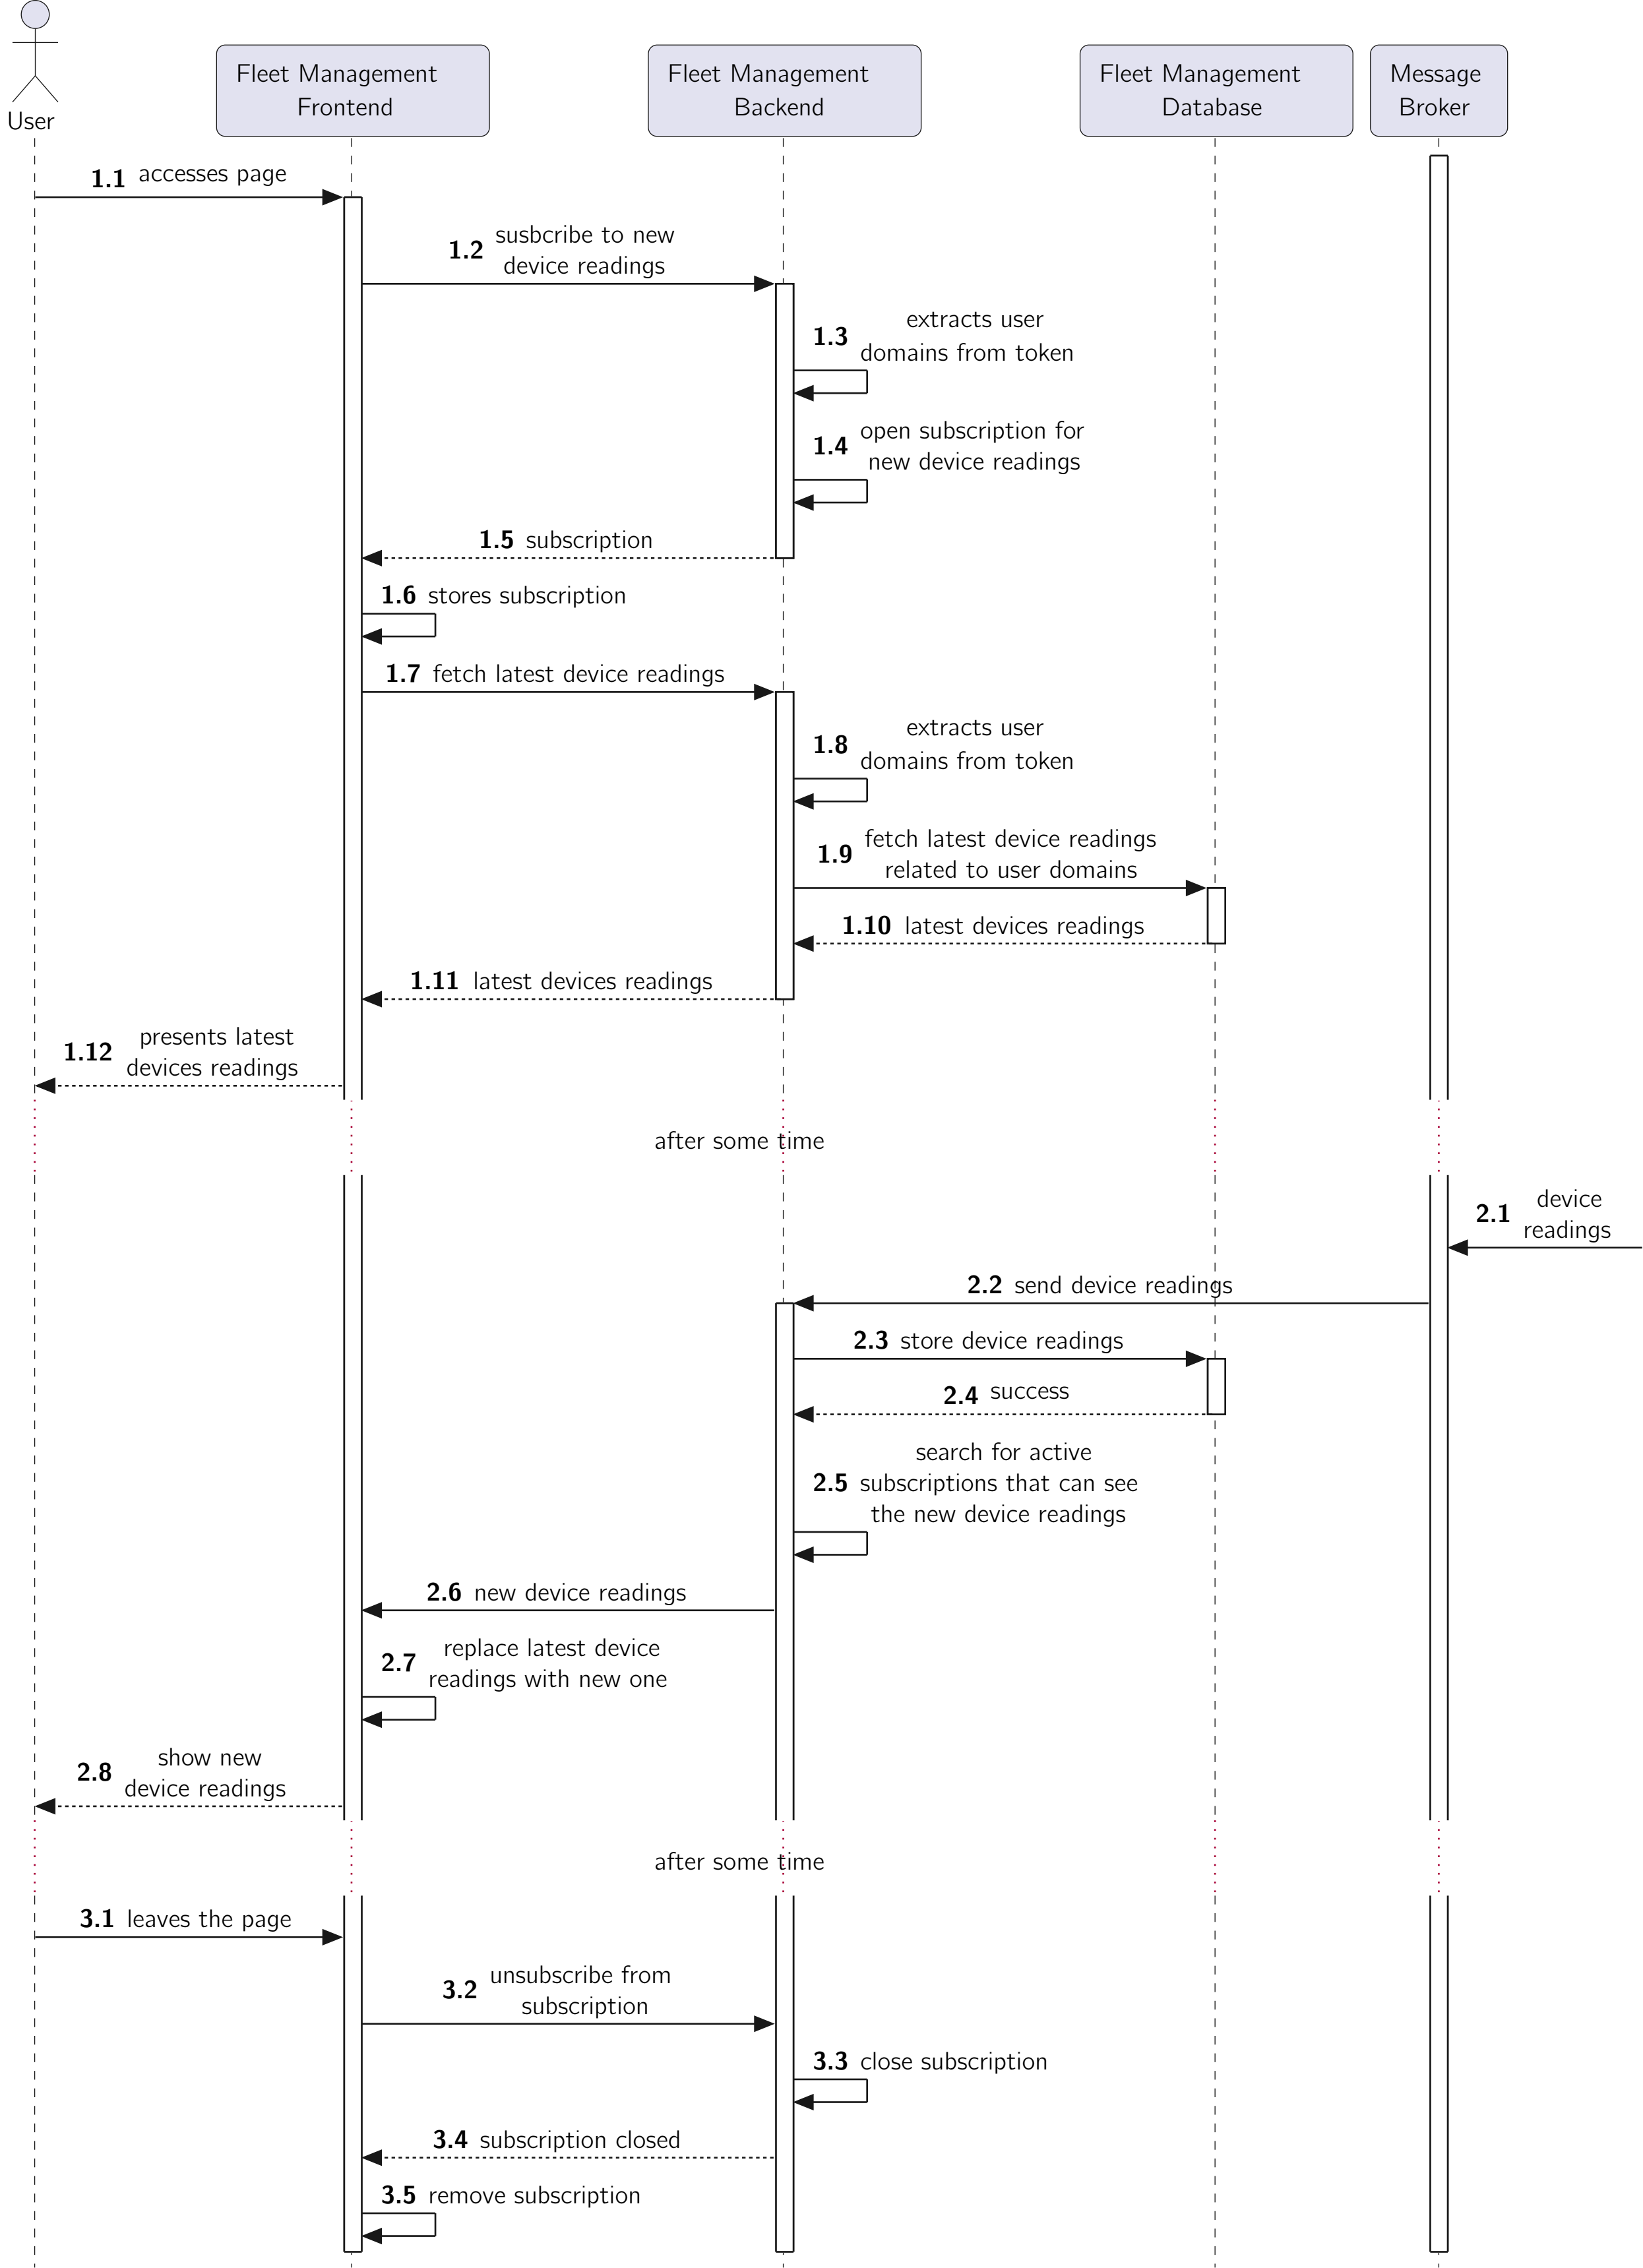 User
Fleet Management
Frontend
Fleet Management
Backend
Fleet Management
Database
Message
Broker
1.1 accesses page
1.2 susbcribe to new
device readings
1.3 extracts user
domains from token
1.4 open subscription for
new device readings
1.5 subscription
1.6 stores subscription
1.7 fetch latest device readings
1.8 extracts user
domains from token
1.9 fetch latest device readings
related to user domains
1.10 latest devices readings
1.11 latest devices readings
1.12 presents latest
devices readings
after some time
2.1 device
readings
2.2 send device readings
2.3 store device readings
2.4 success
2.5 search for active
subscriptions that can see
the new device readings
2.6 new device readings
2.7 replace latest device
readings with new one
2.8 show new
device readings
after some time
3.1 leaves the page
3.2 unsubscribe from
subscription
3.3 close subscription
3.4 subscription closed
3.5 remove subscription